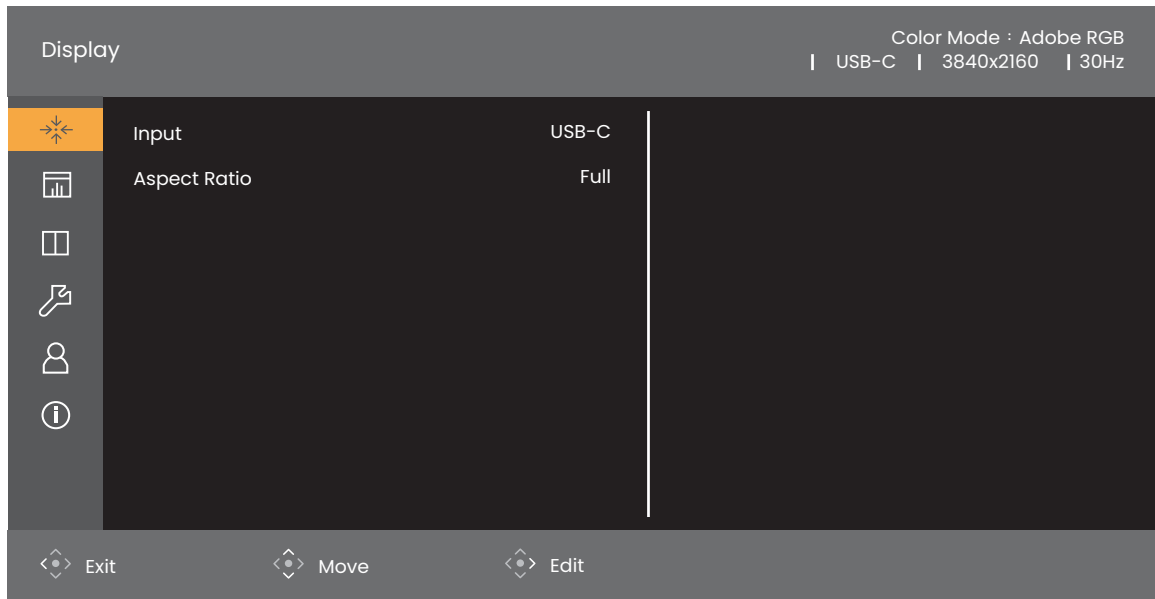 Display
Color Mode : Adobe RGB
| USB-C | 3840x2160 | 30Hz
Input USB-C
Aspect Ratio Full
Exit Move Edit